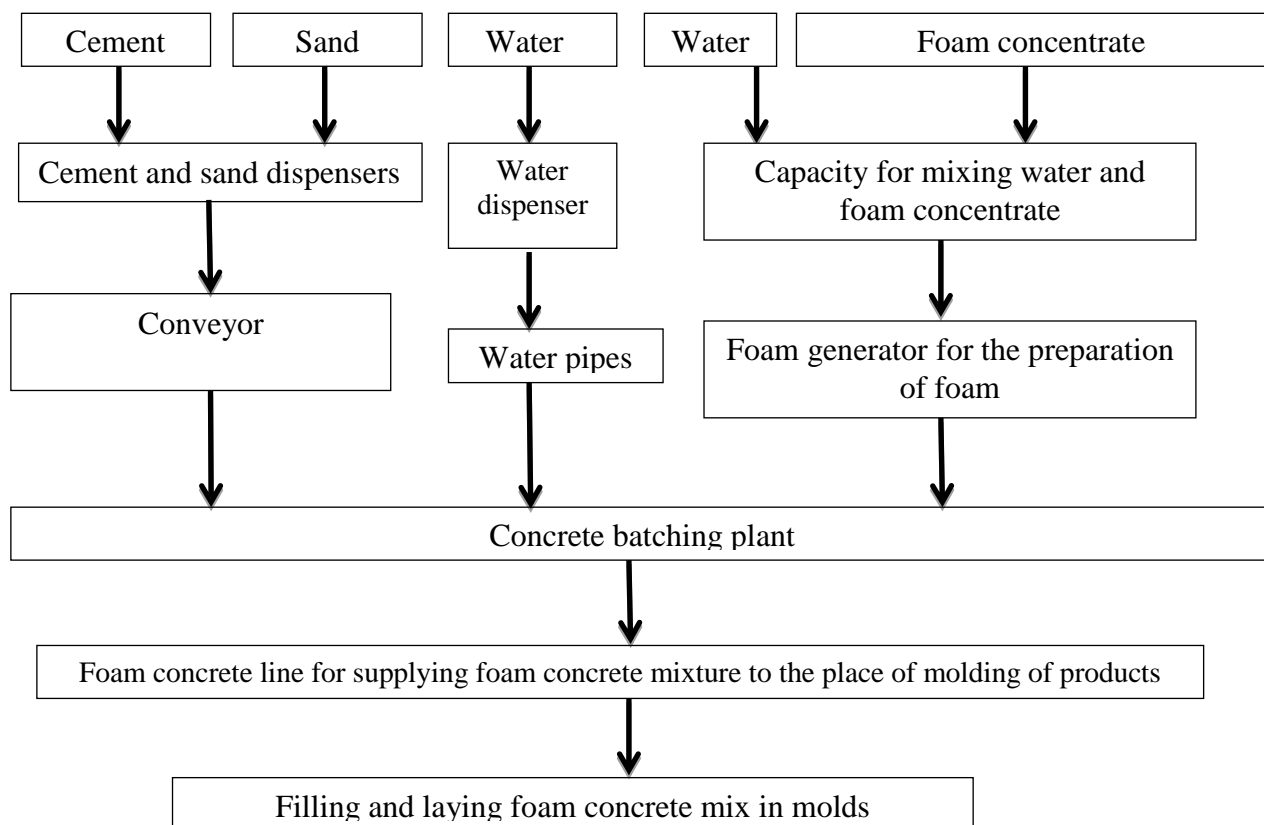 Cement
Sand
Water
Water
Foam concentrate
Cement and sand dispensers
Water
dispenser
Capacity for mixing water and
foam concentrate
Conveyor
Water pipes
Foam generator for the preparation
of foam
Concrete batching plant
Foam concrete line for supplying foam concrete mixture to the place of molding of products
Filling and laying foam concrete mix in molds